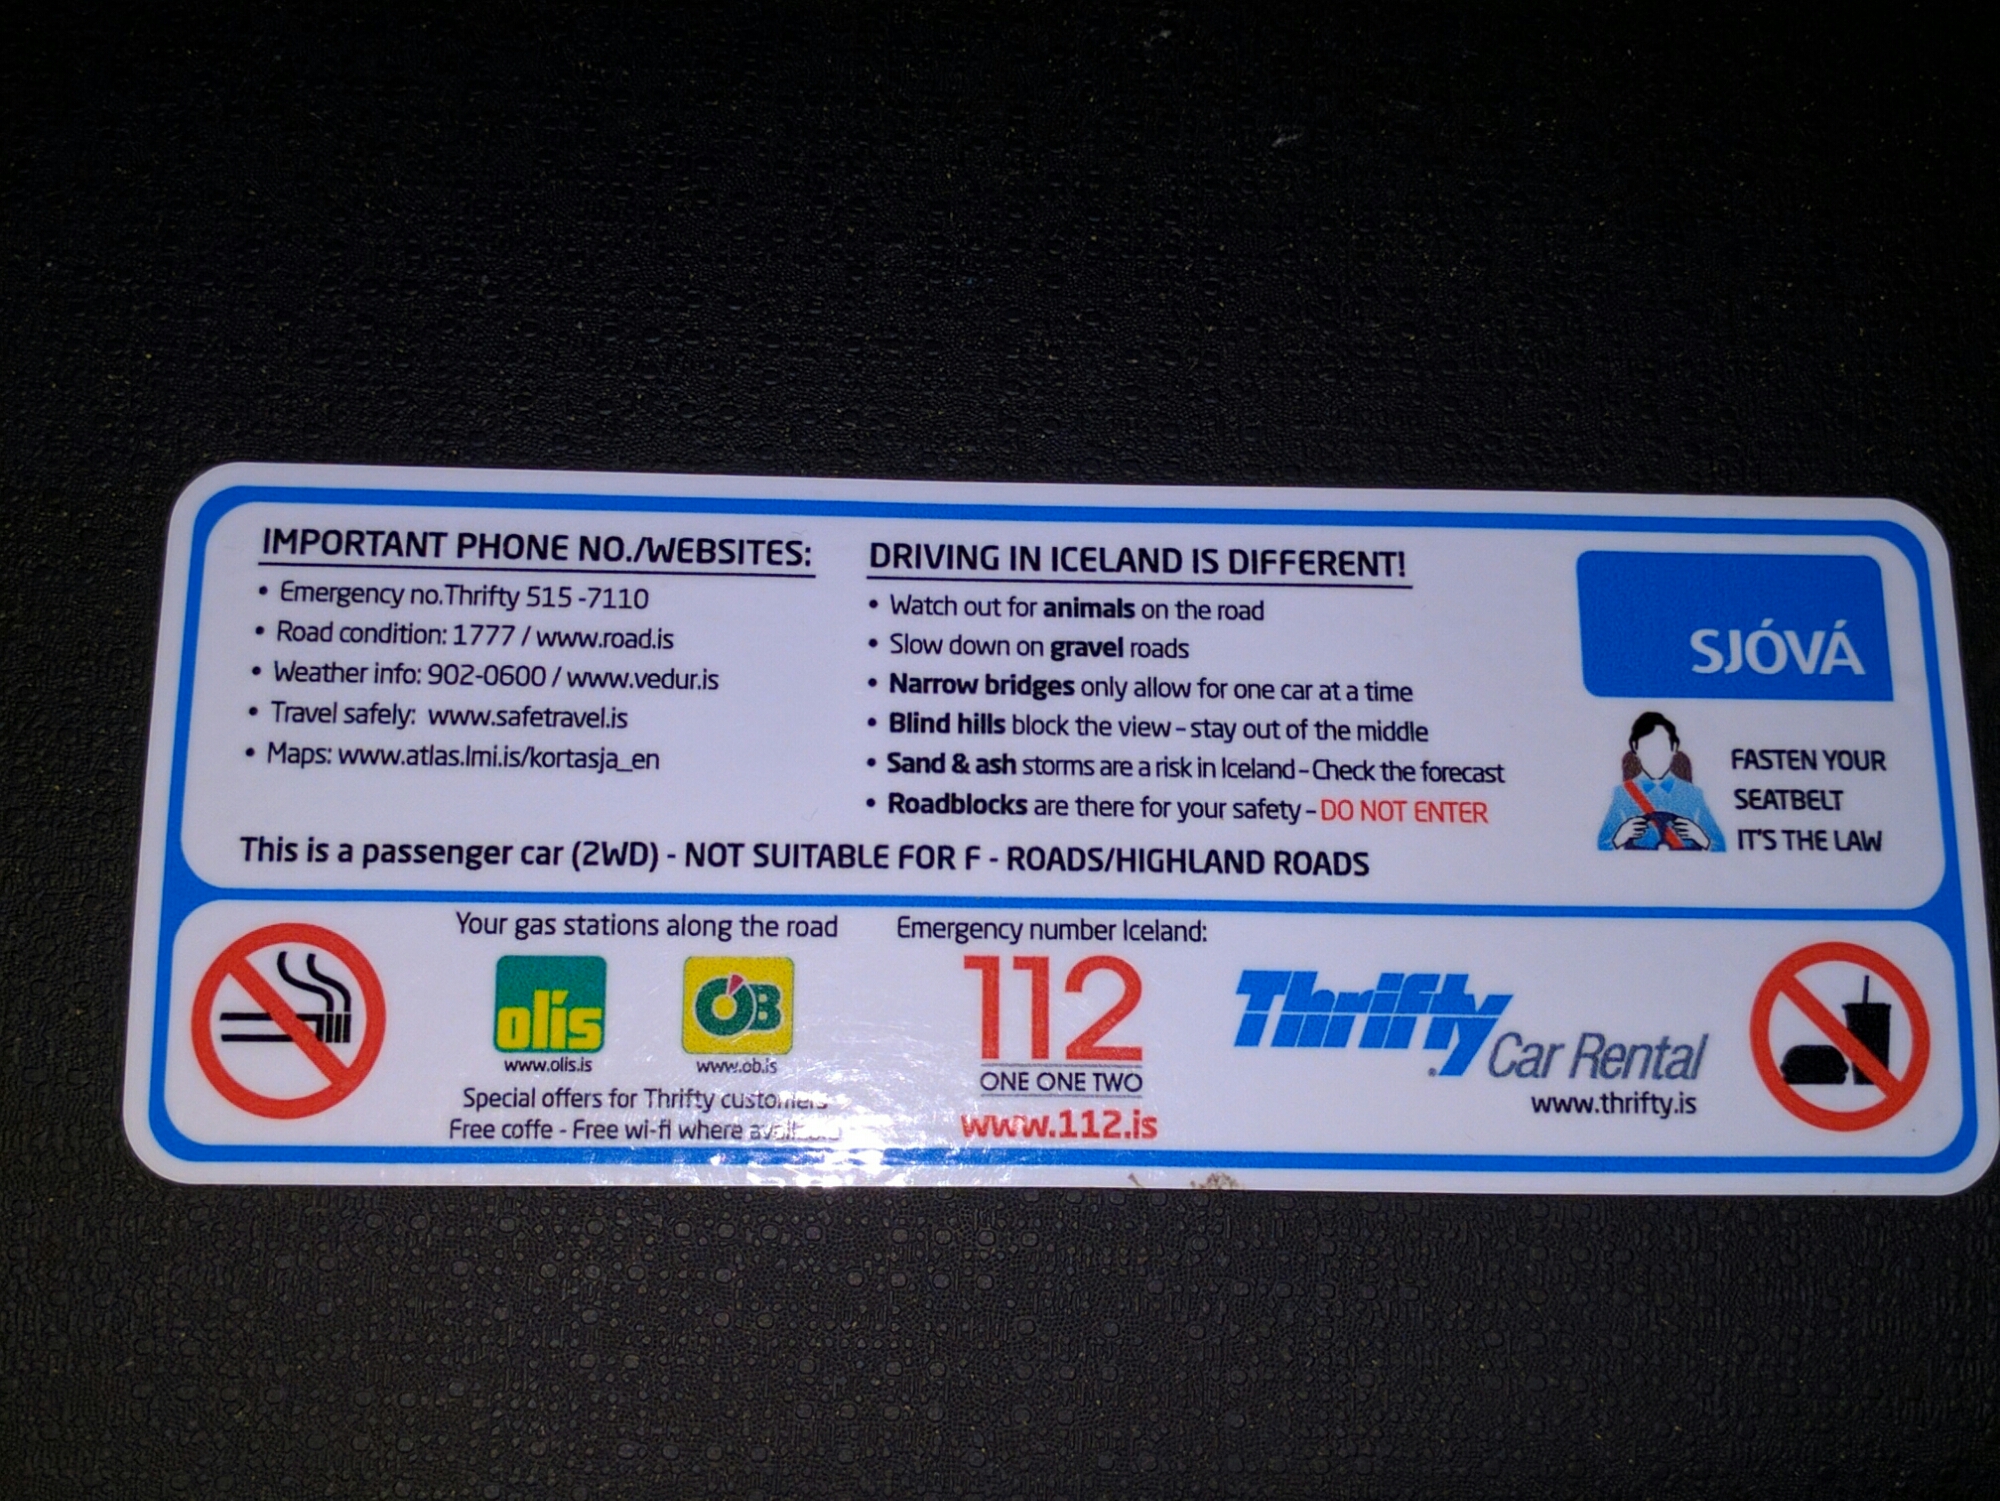 IMPORTANT PHONE NO./WEBSITES:
• Emergency no.Thrifty 515 -7110
• Road condition: 1777 / www.road.is
• Weather info: 902-0600 / www.vedur.is
• Travel safely: www.safetravel.is
• Maps: www.atlas.lmi.is/kortasja_en
DRIVING IN ICELAND IS DIFFERENT!
• Watch out for animals on the road
• Slow down on gravel roads
• Narrow bridges only allow for one car at a time
• Blind hills block the view – stay out of the middle
• Sand & ash storms are a risk in Iceland – Check the forecast
• Roadblocks are there for your safety – DO NOT ENTER
SJÓVÁ
FASTEN YOUR
SEATBELT
IT'S THE LAW
This is a passenger car (2WD) - NOT SUITABLE FOR F - ROADS/HIGHLAND ROADS
Your gas stations along the road
olís
www.olis.is
ÓB
www.ob.is
Special offers for Thrifty customers
Free coffe - Free wi-fi where
Emergency number Iceland:
112
ONE ONE TWO
www.112.is
Thrifty
Car Rental
www.thrifty.is